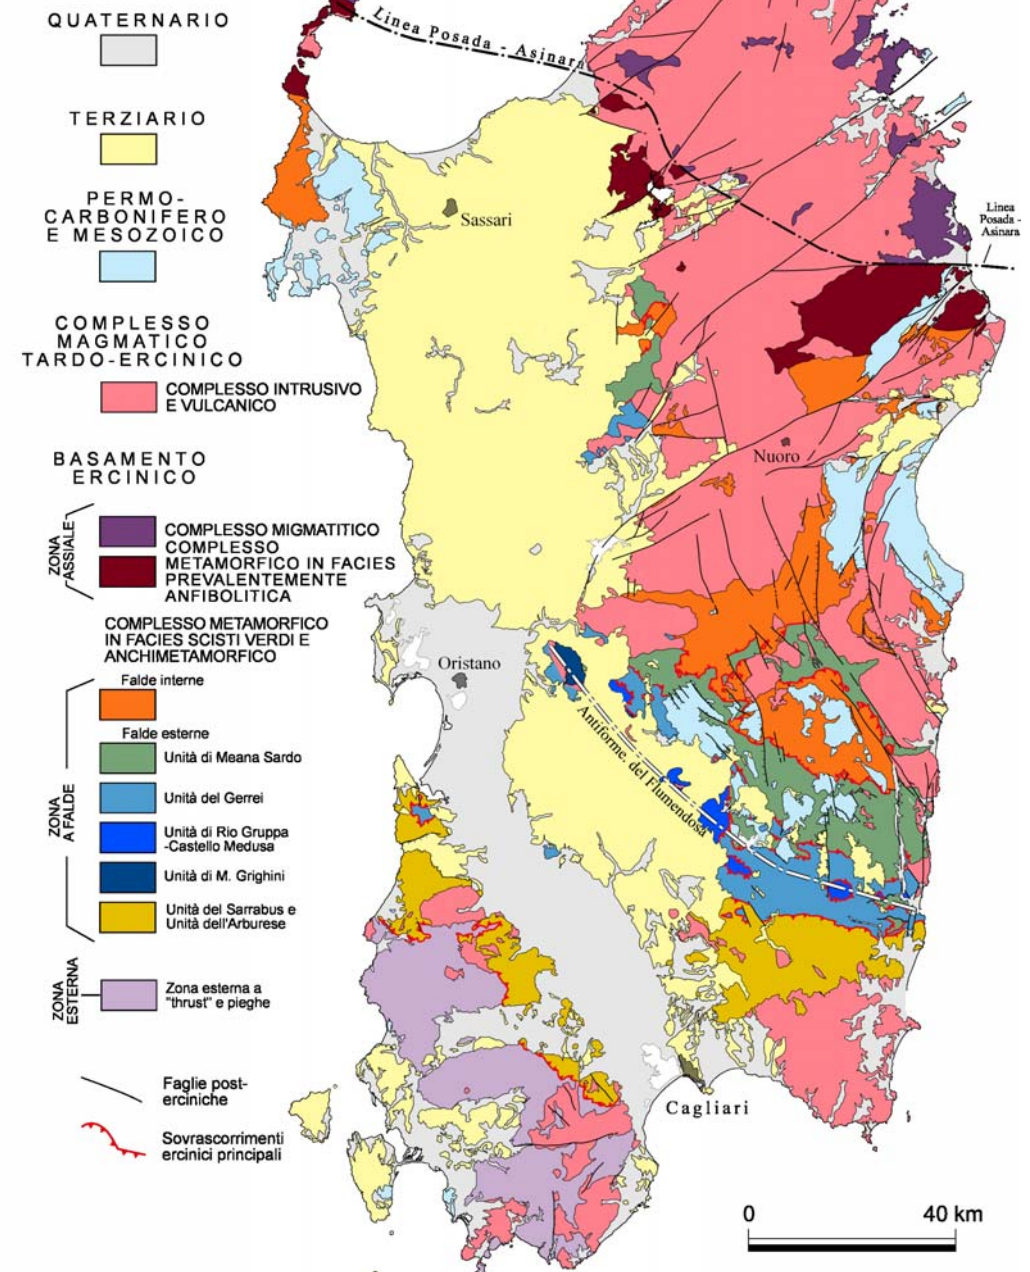 QUATERNARIO
TERZIARIO
PERMO-
CARBONIFERO
E MESOZOICO
COMPLESSO
MAGMATICO
TARDO-ERCINICO
COMPLESSO INTRUSIVO
E VULCANICO
BASAMENTO
ERCINICO
ZONA
ASSIALE
COMPLESSO MIGMATITICO
COMPLESSO
METAMORFICO IN FACIES
PREVALENTEMENTE
ANFIBOLITICA
COMPLESSO METAMORFICO
IN FACIES SCISTI VERDI E
ANCHIMETAMORFICO
Falde interne
Falde esterne
ZONA
A FALDE
Unità di Meana Sardo
Unità del Gerrei
Unità di Rio Gruppa
-Castello Medusa
Unità di M. Grighini
Unità del Sarrabus e
Unità dell'Arburese
ZONA
ESTERNA
Zona esterna a
"thrust" e pieghe
Faglie post-
erciniche
Sovrascorrimenti
ercinici principali
Linea Posada - Asinara
Sassari
Linea
Posada -
Asinara
Nuoro
Oristano
Antiforme. del Flumendosa
Cagliari
0 40 km